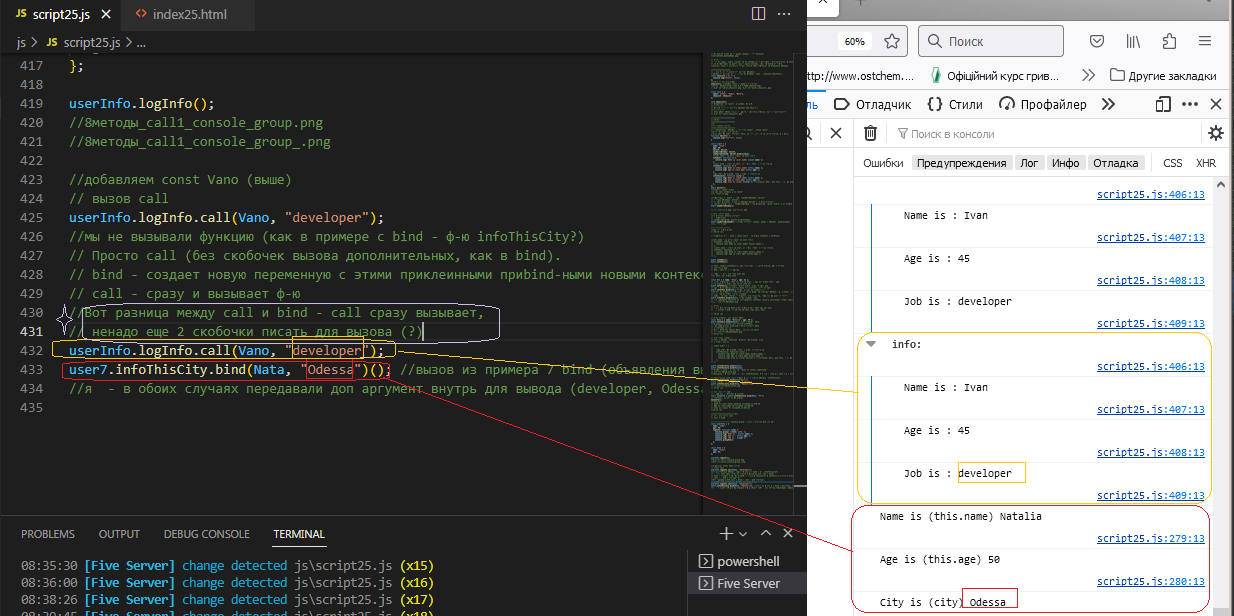 JS script25.js × <> index25.html
js > JS script25.js > ...
417 };
418
419 userInfo.logInfo();
420 //8методы_call1_console_group.png
421 //8методы_call1_console_group_.png
422
423 //добавляем const Vano (выше)
424 // вызов call
425 userInfo.logInfo.call(Vano, "developer");
426 //мы не вызывали функцию (как в примере с bind - ф-ю infoThisCity?)
427 // Просто call (без скобочек вызова дополнительных, как в bind).
428 // bind - создает новую переменную с этими приклеинными приbind-ными новыми контекс
429 // call - сразу и вызывает ф-ю
430 //Вот разница между call и bind - call сразу вызывает,
431 // ненадо еще 2 скобочки писать для вызова (?)
432 userInfo.logInfo.call(Vano, "developer");
433 user7.infoThisCity.bind(Nata, "Odessa")(); //вызов из примера 7 bind (объявления вы
434 //я - в обоих случаях передавали доп аргумент внутрь для вывода (developer, Odessa
435
PROBLEMS OUTPUT DEBUG CONSOLE TERMINAL
08:35:30 [Five Server] change detected js\script25.js (x15)
08:36:00 [Five Server] change detected js\script25.js (x16)
08:38:26 [Five Server] change detected js\script25.js (x17)
08:39:45 [Five Server] change detected js\script25.js (x18)
powershell
Five Server
60% Поиск
ttp://www.ostchem.... Офіційний курс грив... Другие закладки
ль Отладчик {} Стили Профайлер
Поиск в консоли
Ошибки Предупреждения Лог Инфо Отладка CSS XHR
script25.js:406:13
Name is : Ivan
script25.js:407:13
Age is : 45
script25.js:408:13
Job is : developer
script25.js:409:13
info:
script25.js:406:13
Name is : Ivan
script25.js:407:13
Age is : 45
script25.js:408:13
Job is : developer
script25.js:409:13
Name is (this.name) Natalia
script25.js:279:13
Age is (this.age) 50
script25.js:280:13
City is (city) Odessa